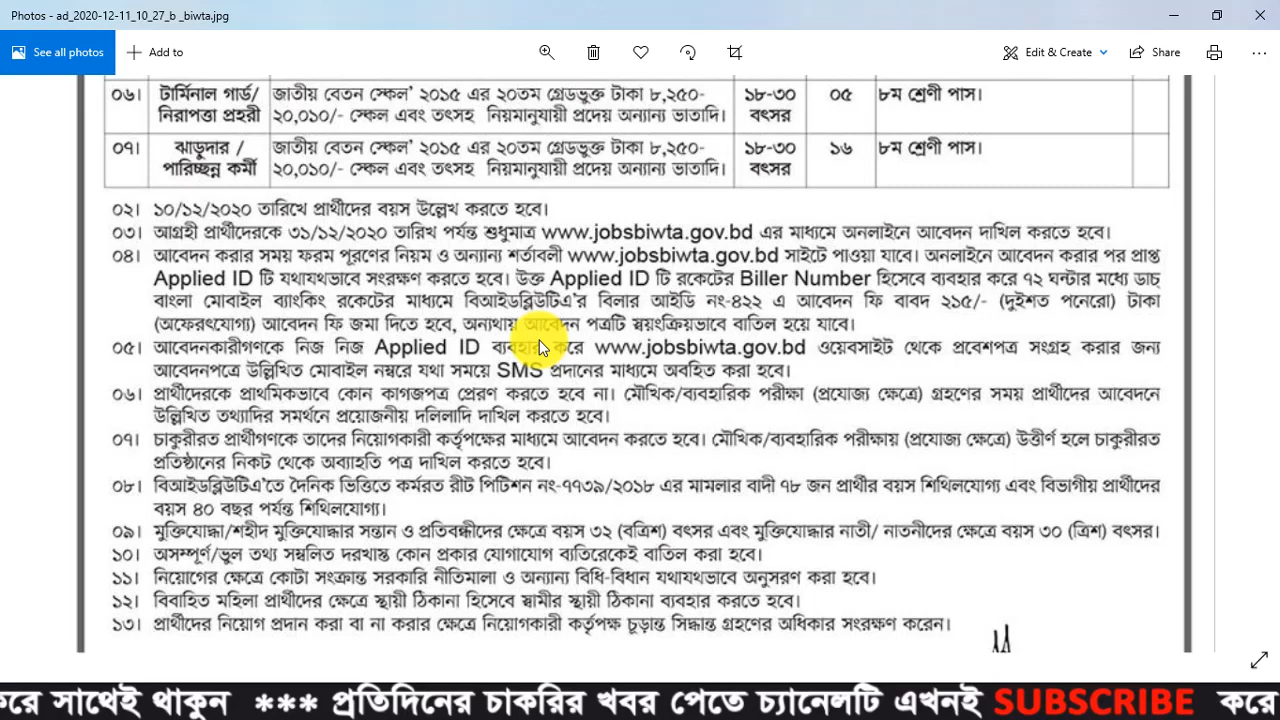 Photos - ad_2020-12-11_10_27_b_biwta.jpg
See all photos
Add to
Edit & Create
Share
০৬। টার্মিনাল গার্ড/ জাতীয় বেতন স্কেল’ ২০১৫ এর ২০তম গ্রেডভুক্ত টাকা ৮,২৫০- ১৮-৩০ ০৫ ৮ম শ্রেণী পাস।
নিরাপত্তা প্রহরী ২০,০১০/- স্কেল এবং তৎসহ নিয়মানুযায়ী প্রদেয় অন্যান্য ভাতাদি। বৎসর
০৭। ঝাড়ুদার / জাতীয় বেতন স্কেল’ ২০১৫ এর ২০তম গ্রেডভুক্ত টাকা ৮,২৫০- ১৮-৩০ ১৬ ৮ম শ্রেণী পাস।
পারিচ্ছন্ন কর্মী ২০,০১০/- স্কেল এবং তৎসহ নিয়মানুযায়ী প্রদেয় অন্যান্য ভাতাদি। বৎসর
০২। ১০/১২/২০২০ তারিখে প্রার্থীদের বয়স উল্লেখ করতে হবে।
০৩। আগ্রহী প্রার্থীদেরকে ৩১/১২/২০২০ তারিখ পর্যন্ত শুধুমাত্র www.jobsbiwta.gov.bd এর মাধ্যমে অনলাইনে আবেদন দাখিল করতে হবে।
০৪। আবেদন করার সময় ফরম পূরণের নিয়ম ও অন্যান্য শর্তাবলী www.jobsbiwta.gov.bd সাইটে পাওয়া যাবে। অনলাইনে আবেদন করার পর প্রাপ্ত
Applied ID টি যথাযথভাবে সংরক্ষণ করতে হবে। উক্ত Applied ID টি রকেটের Biller Number হিসেবে ব্যবহার করে ৭২ ঘন্টার মধ্যে ডাচ্
বাংলা মোবাইল ব্যাংকিং রকেটের মাধ্যমে বিআইডব্লিউটিএ’র বিলার আইডি নং-৪২২ এ আবেদন ফি বাবদ ২১৫/- (দুইশত পনেরো) টাকা
(অফেরৎযোগ্য) আবেদন ফি জমা দিতে হবে, অন্যথায় আবেদন পত্রটি স্বয়ংক্রিয়ভাবে বাতিল হয়ে যাবে।
০৫। আবেদনকারীগণকে নিজ নিজ Applied ID ব্যবহার করে www.jobsbiwta.gov.bd ওয়েবসাইট থেকে প্রবেশপত্র সংগ্রহ করার জন্য
আবেদনপত্রে উল্লিখিত মোবাইল নম্বরে যথা সময়ে SMS প্রদানের মাধ্যমে অবহিত করা হবে।
০৬। প্রার্থীদেরকে প্রাথমিকভাবে কোন কাগজপত্র প্রেরণ করতে হবে না। মৌখিক/ব্যবহারিক পরীক্ষা (প্রযোজ্য ক্ষেত্রে) গ্রহণের সময় প্রার্থীদের আবেদনে
উল্লিখিত তথ্যাদির সমর্থনে প্রয়োজনীয় দলিলাদি দাখিল করতে হবে।
০৭। চাকুরীরত প্রার্থীগণকে তাদের নিয়োগকারী কর্তৃপক্ষের মাধ্যমে আবেদন করতে হবে। মৌখিক/ব্যবহারিক পরীক্ষায় (প্রযোজ্য ক্ষেত্রে) উত্তীর্ণ হলে চাকুরীরত
প্রতিষ্ঠানের নিকট থেকে অব্যাহতি পত্র দাখিল করতে হবে।
০৮। বিআইডব্লিউটিএ’তে দৈনিক ভিত্তিতে কর্মরত রীট পিটিশন নং-৭৭৩৯/২০১৮ এর মামলার বাদী ৭৮ জন প্রার্থীর বয়স শিথিলযোগ্য এবং বিভাগীয় প্রার্থীদের
বয়স ৪০ বছর পর্যন্ত শিথিলযোগ্য।
০৯। মুক্তিযোদ্ধা/শহীদ মুক্তিযোদ্ধার সন্তান ও প্রতিবন্ধীদের ক্ষেত্রে বয়স ৩২ (বত্রিশ) বৎসর এবং মুক্তিযোদ্ধার নাতী/ নাতনীদের ক্ষেত্রে বয়স ৩০ (ত্রিশ) বৎসর।
১০। অসম্পূর্ণ/ভুল তথ্য সম্বলিত দরখাস্ত কোন প্রকার যোগাযোগ ব্যতিরেকেই বাতিল করা হবে।
১১। নিয়োগের ক্ষেত্রে কোটা সংক্রান্ত সরকারি নীতিমালা ও অন্যান্য বিধি-বিধান যথাযথভাবে অনুসরণ করা হবে।
১২। বিবাহিত মহিলা প্রার্থীদের ক্ষেত্রে স্থায়ী ঠিকানা হিসেবে স্বামীর স্থায়ী ঠিকানা ব্যবহার করতে হবে।
১৩। প্রার্থীদের নিয়োগ প্রদান করা বা না করার ক্ষেত্রে নিয়োগকারী কর্তৃপক্ষ চূড়ান্ত সিদ্ধান্ত গ্রহণের অধিকার সংরক্ষণ করেন।
করে সাথেই থাকুন *** প্রতিদিনের চাকরির খবর পেতে চ্যানেলটি এখনই SUBSCRIBE করে